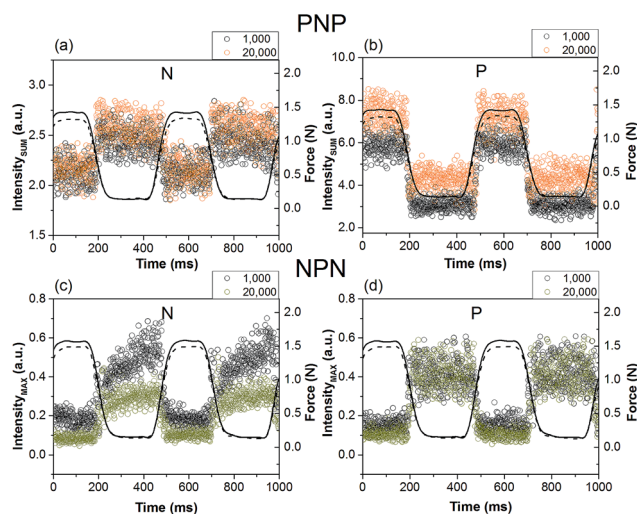 PNP
(a)
1,000
20,000
N
Intensity_SUM (a.u.)
3.0
2.5
2.0
1.5
2.0
1.5
1.0
0.5
0.0
Force (N)
0 200 400 600 800 1000
Time (ms)
(b)
1,000
20,000
P
Intensity_SUM (a.u.)
10.0
8.0
6.0
4.0
2.0
2.0
1.5
1.0
0.5
0.0
Force (N)
0 200 400 600 800 1000
Time (ms)
NPN
(c)
1,000
20,000
N
Intensity_MAX (a.u.)
0.8
0.6
0.4
0.2
0.0
2.0
1.5
1.0
0.5
0.0
Force (N)
0 200 400 600 800 1000
Time (ms)
(d)
1,000
20,000
P
Intensity_MAX (a.u.)
0.8
0.6
0.4
0.2
0.0
2.0
1.5
1.0
0.5
0.0
Force (N)
0 200 400 600 800 1000
Time (ms)